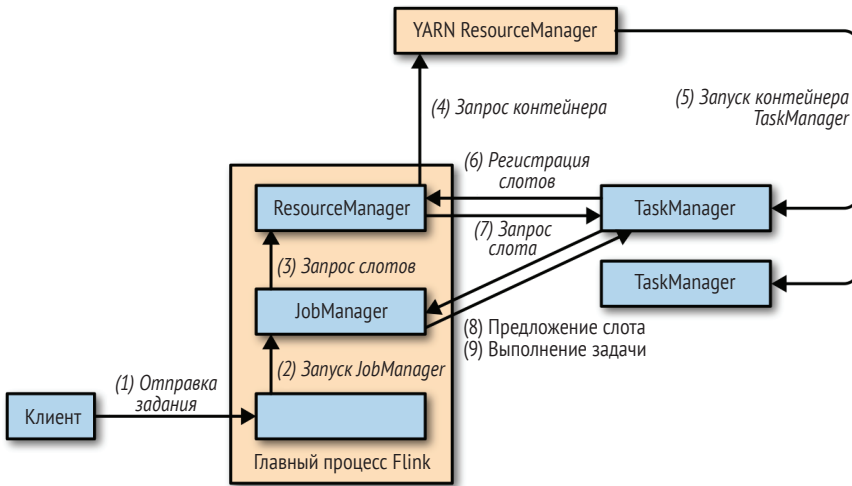 YARN ResourceManager
(4) Запрос контейнера
(5) Запуск контейнера
TaskManager
(6) Регистрация
слотов
ResourceManager
TaskManager
(7) Запрос
слота
(3) Запрос слотов
TaskManager
JobManager
(8) Предложение слота
(9) Выполнение задачи
(2) Запуск JobManager
(1) Отправка
задания
Клиент
Главный процесс Flink